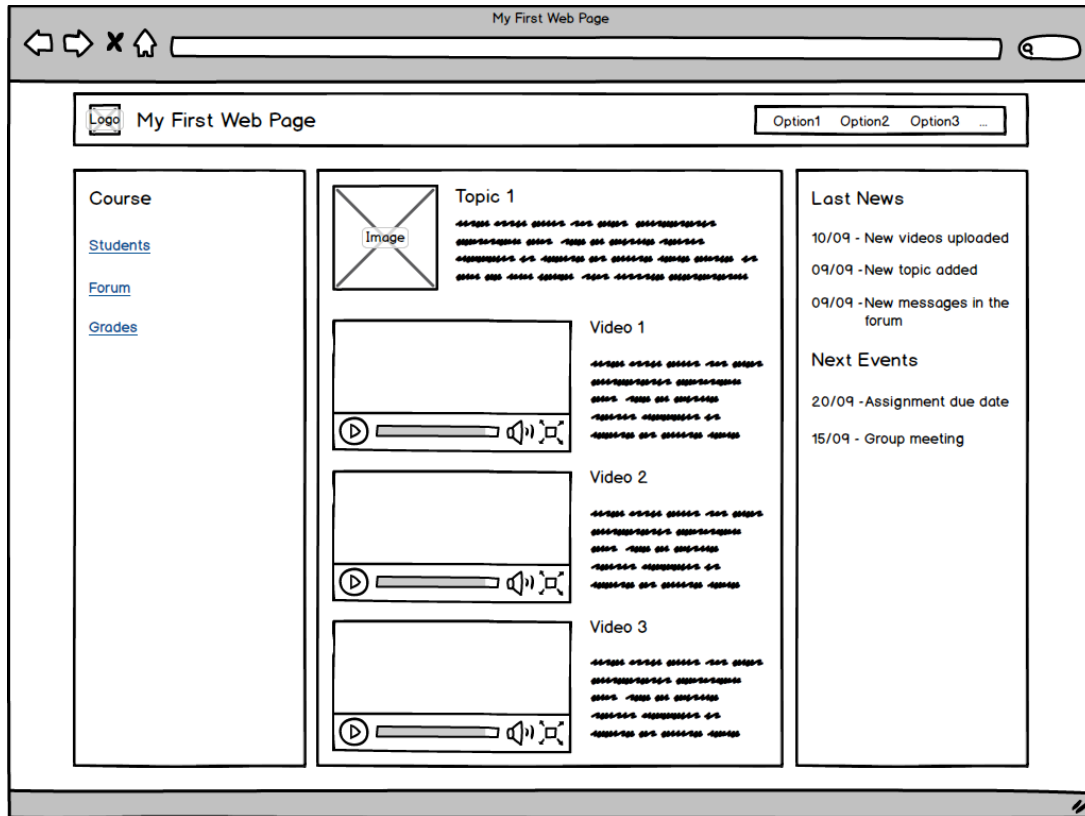 My First Web Page
Logo
My First Web Page
Option1 Option2 Option3 ...
Course
Students
Forum
Grades
Image
Topic 1
Video 1
Video 2
Video 3
Last News
10/09 - New videos uploaded
09/09 -New topic added
09/09 -New messages in the
forum
Next Events
20/09 -Assignment due date
15/09 - Group meeting